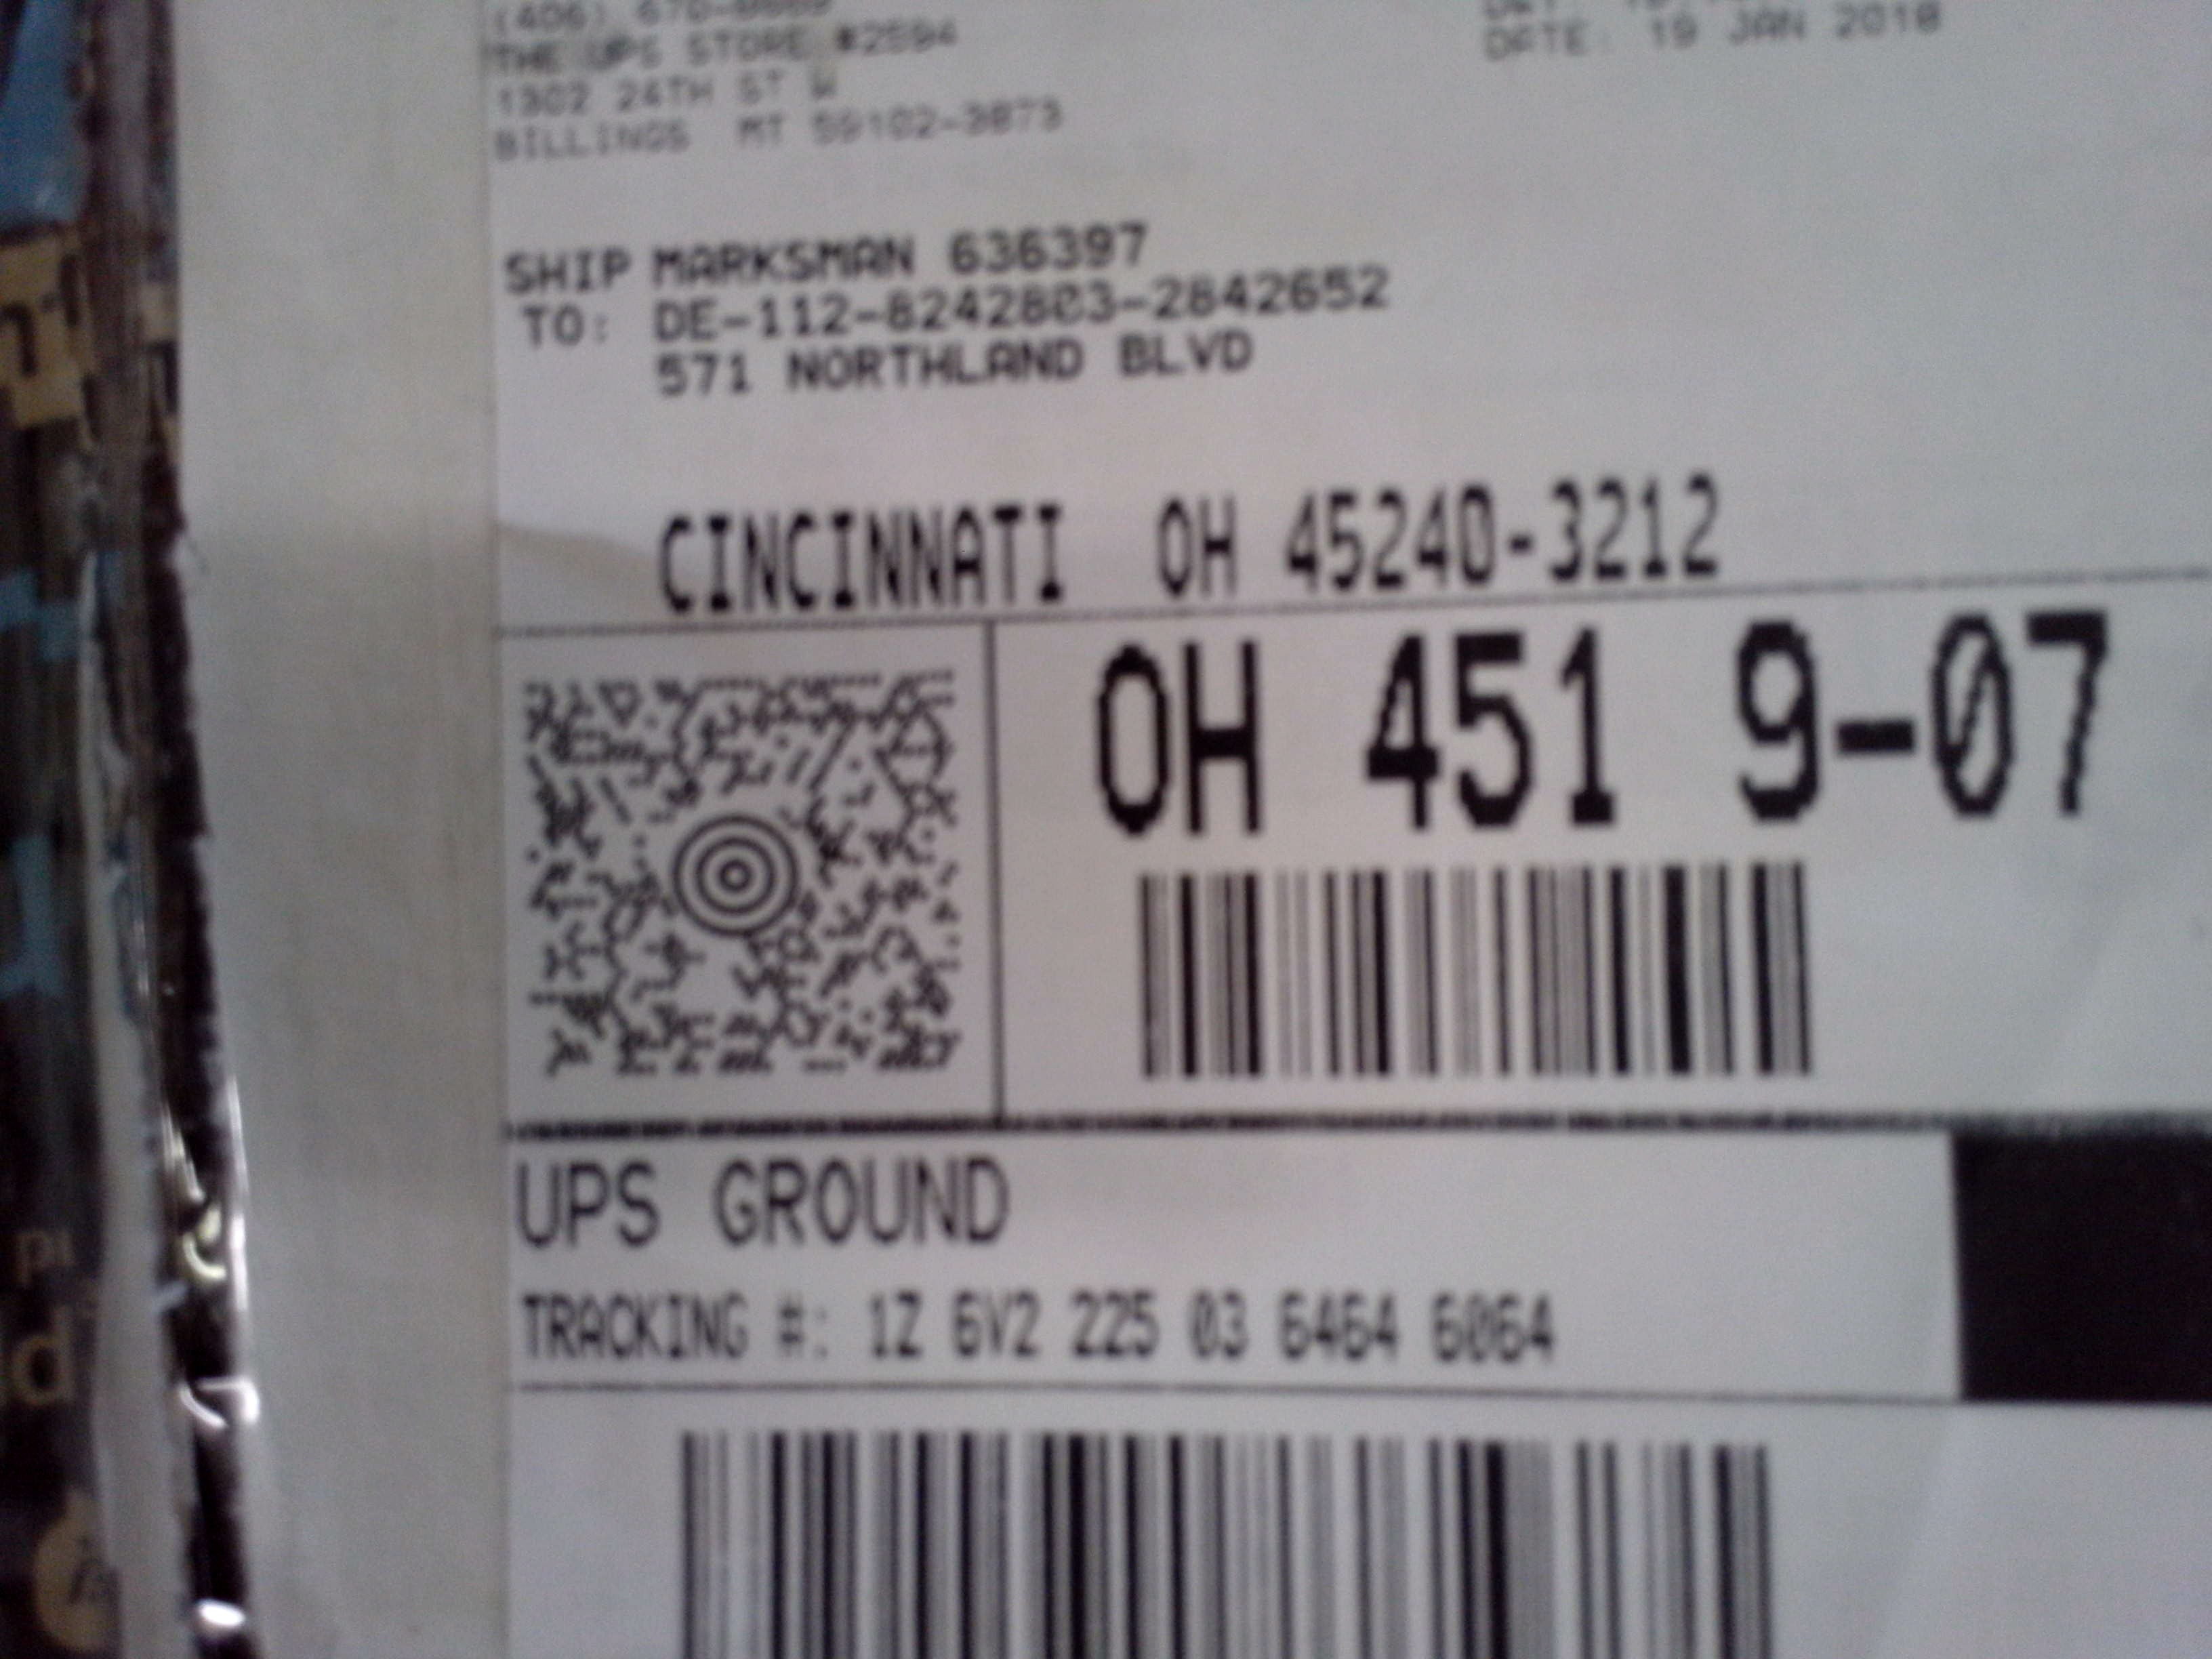 (406)
THE UPS STORE #2594
1302 24TH ST W
BILLINGS MT 59102-3873
DATE: 19 JAN 2018
SHIP MARKSMAN 636397
TO: DE-112-8242803-2842652
571 NORTHLAND BLVD
CINCINNATI OH 45240-3212
OH 451 9-07
UPS GROUND
TRACKING #: 1Z 6V2 225 03 6464 6064